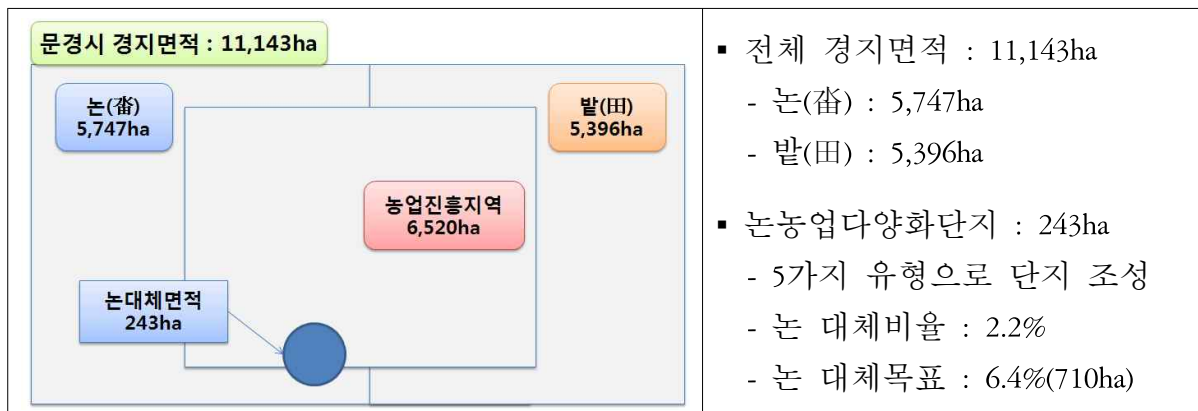 문경시 경지면적 : 11,143ha
논(畓)
5,747ha
밭(田)
5,396ha
농업진흥지역
6,520ha
논대체면적
243ha
▪ 전체 경지면적 : 11,143ha
- 논(畓) : 5,747ha
- 밭(田) : 5,396ha
▪ 논농업다양화단지 : 243ha
- 5가지 유형으로 단지 조성
- 논 대체비율 : 2.2%
- 논 대체목표 : 6.4%(710ha)